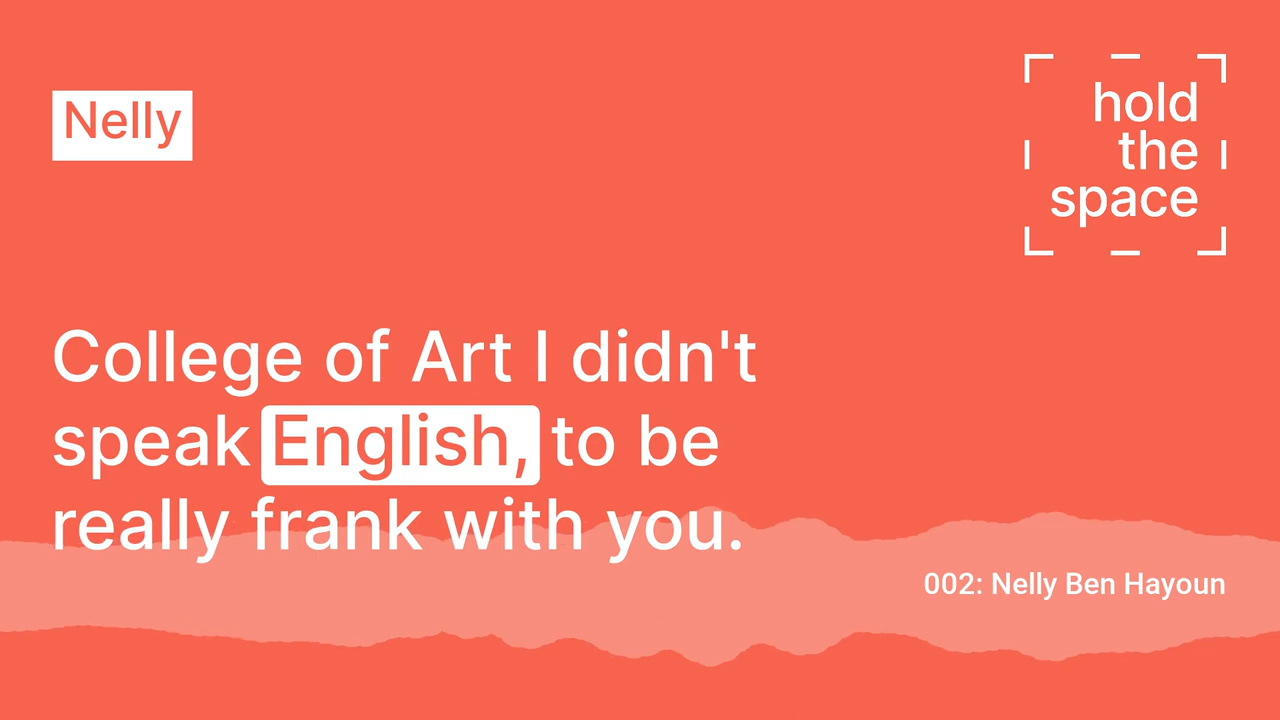 Nelly
hold
the
space
College of Art I didn't
speak English, to be
really frank with you.
002: Nelly Ben Hayoun